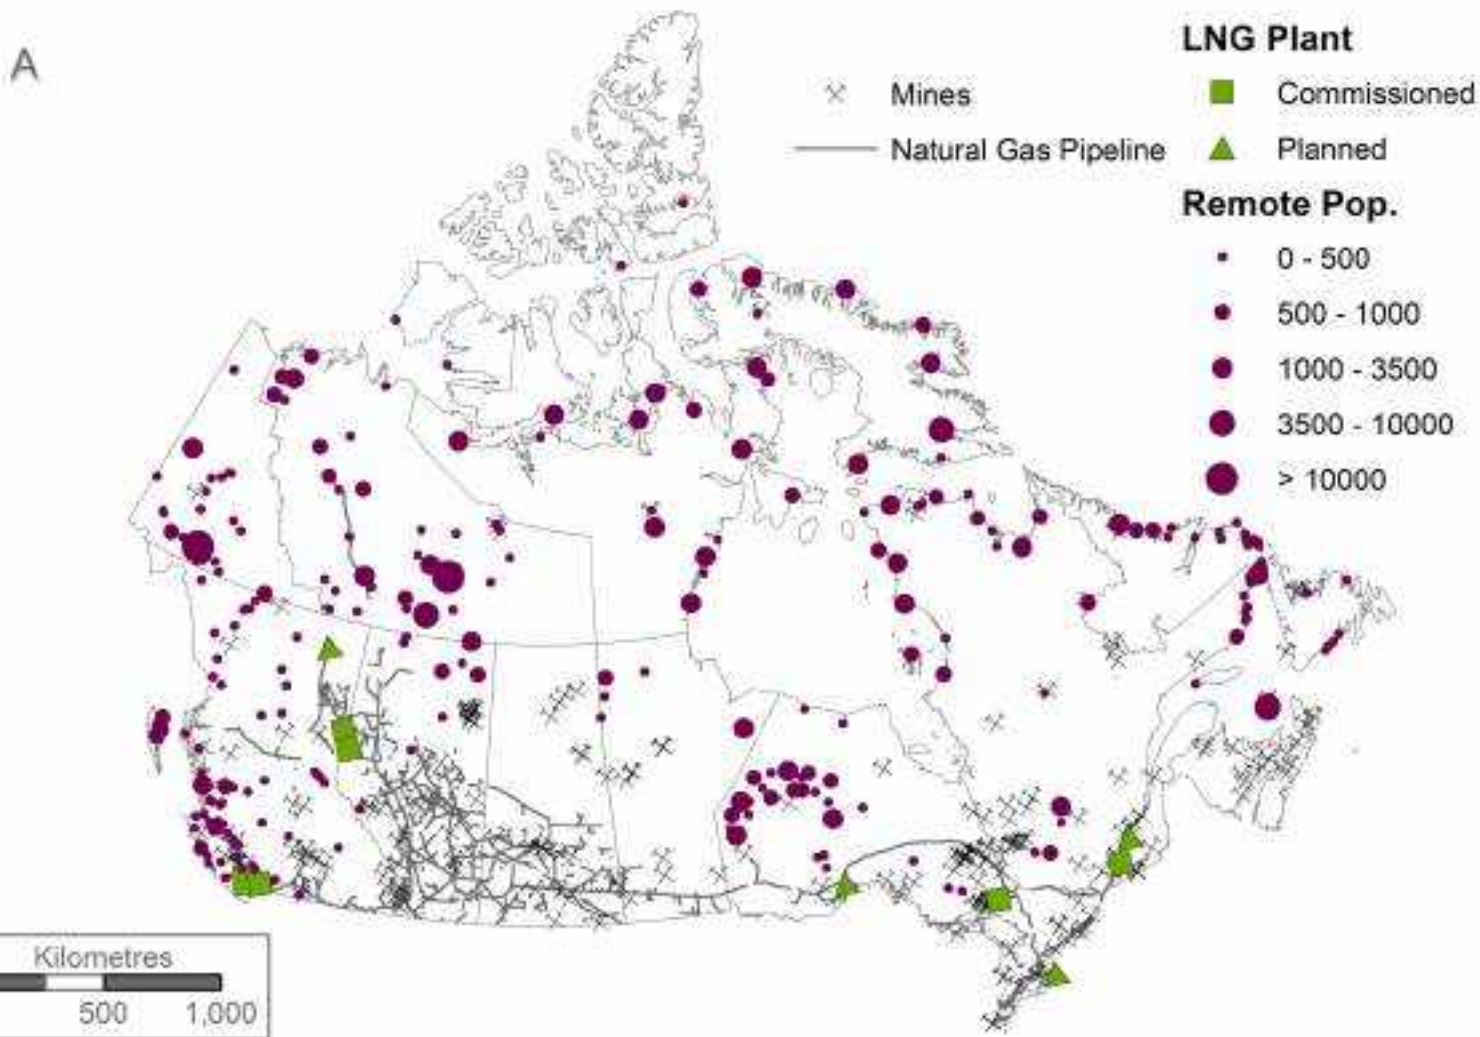 A
Mines
Natural Gas Pipeline
LNG Plant
Commissioned
Planned
Remote Pop.
0 - 500
500 - 1000
1000 - 3500
3500 - 10000
> 10000
Kilometres
500 1,000